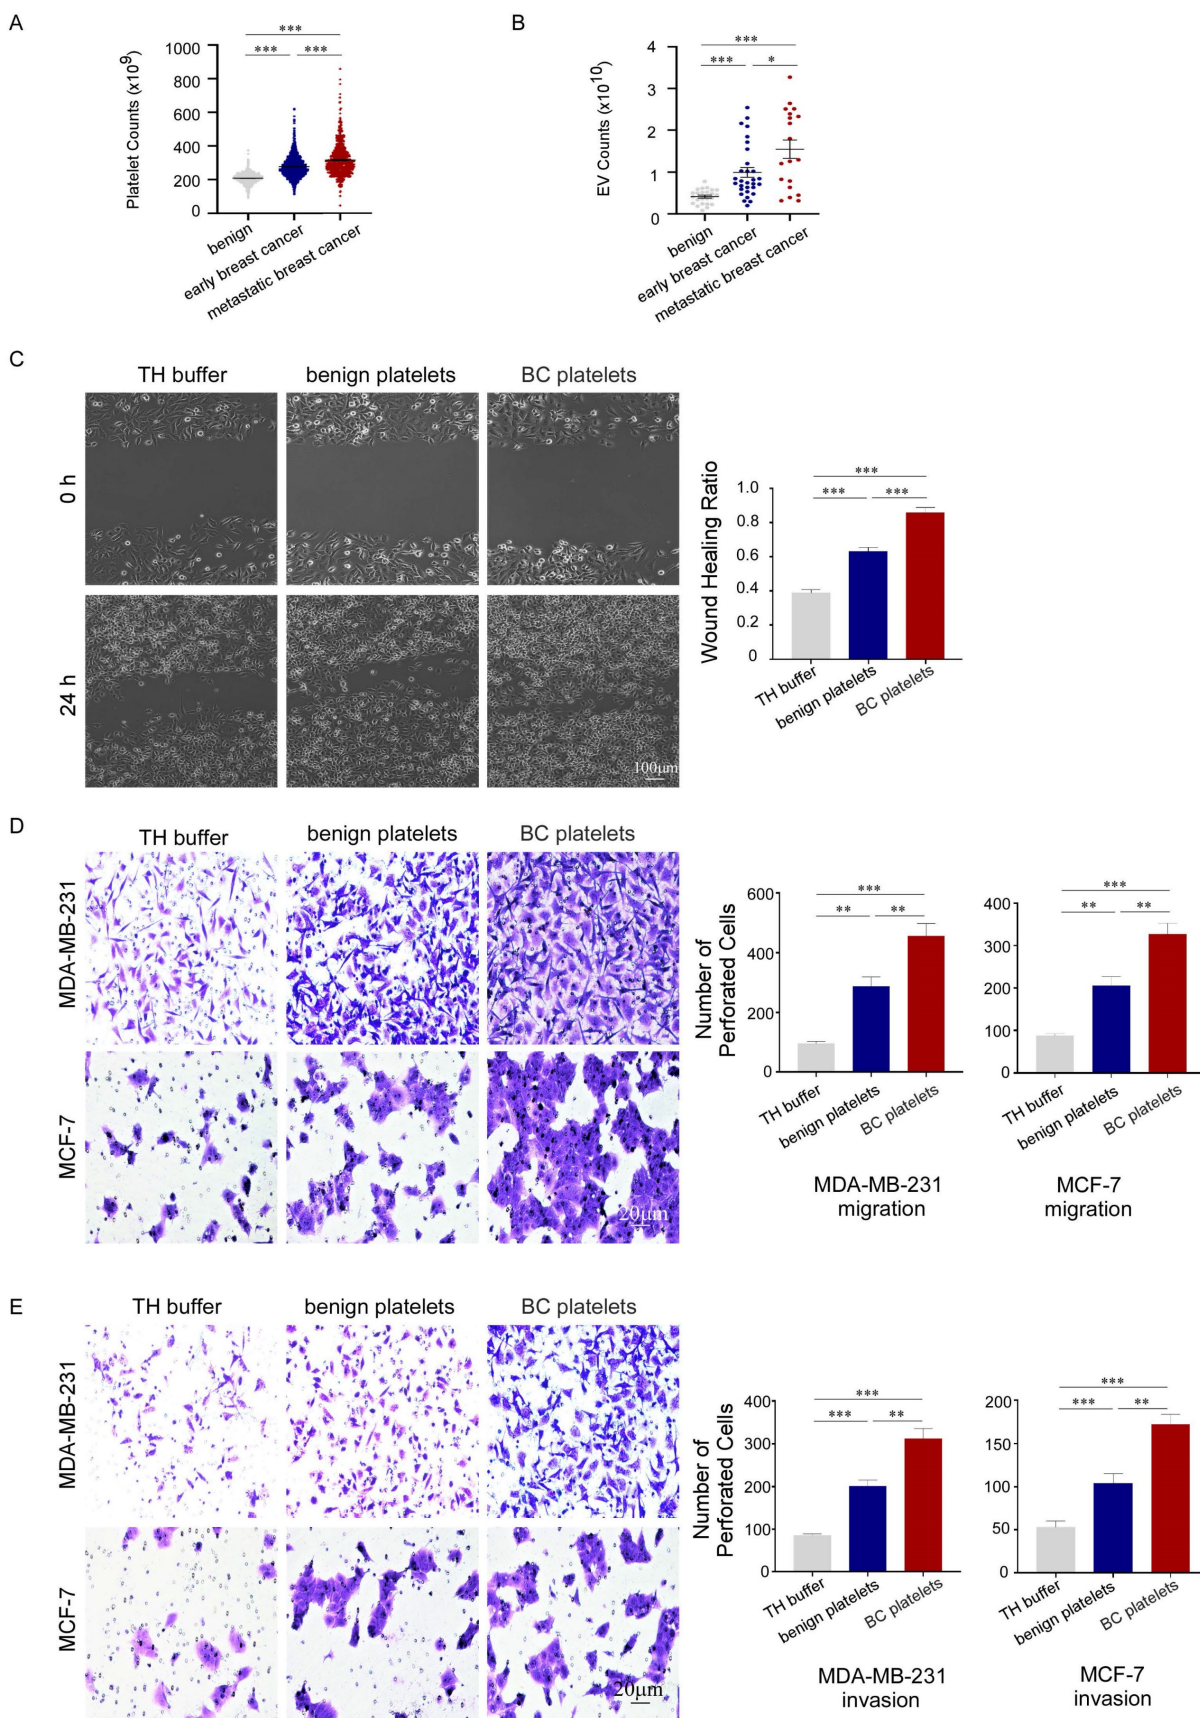 A
Platelet Counts (x10^9)
1000
800
600
400
200
0
***
***
***
benign
early breast cancer
metastatic breast cancer
B
EV Counts (x10^10)
4
3
2
1
0
***
***
*
benign
early breast cancer
metastatic breast cancer
C
TH buffer
benign platelets
BC platelets
0 h
24 h
100μm
Wound Healing Ratio
1.0
0.8
0.6
0.4
0.2
0
***
***
***
TH buffer
benign platelets
BC platelets
D
TH buffer
benign platelets
BC platelets
MDA-MB-231
MCF-7
20μm
Number of
Perforated Cells
600
400
200
0
***
**
**
TH buffer
benign platelets
BC platelets
MDA-MB-231
migration
400
300
200
100
0
***
**
**
TH buffer
benign platelets
BC platelets
MCF-7
migration
E
TH buffer
benign platelets
BC platelets
MDA-MB-231
MCF-7
20μm
Number of
Perforated Cells
400
300
200
100
0
***
***
**
TH buffer
benign platelets
BC platelets
MDA-MB-231
invasion
200
150
100
50
0
***
***
**
TH buffer
benign platelets
BC platelets
MCF-7
invasion